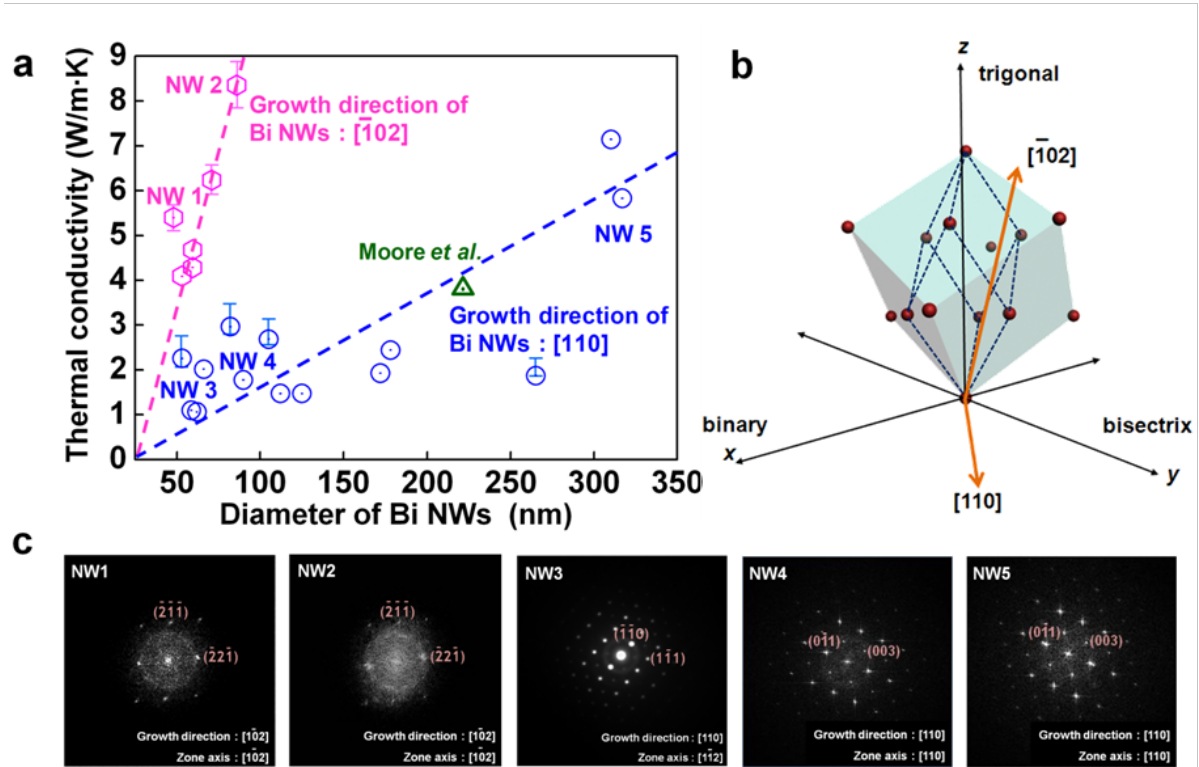 a
Thermal conductivity (W/m·K)
9
8
7
6
5
4
3
2
1
0
50
100
150
200
250
300
350
Diameter of Bi NWs (nm)
NW 2
Growth direction of
Bi NWs : [1̅02]
NW 1
Moore et al.
NW 5
Growth direction of
Bi NWs : [110]
NW 4
NW 3
b
z
trigonal
[1̅02]
binary
x
bisectrix
y
[110]
c
NW1
(2̅1̅1̅)
(2̅21̅)
Growth direction : [1̅02]
Zone axis : [1̅02]
NW2
(2̅1̅1̅)
(2̅21̅)
Growth direction : [1̅02]
Zone axis : [1̅02]
NW3
(1̅1̅0)
(11̅1)
Growth direction : [110]
Zone axis : [11̅2]
NW4
(01̅1)
(003)
Growth direction : [110]
Zone axis : [110]
NW5
(01̅1)
(003)
Growth direction : [110]
Zone axis : [110]